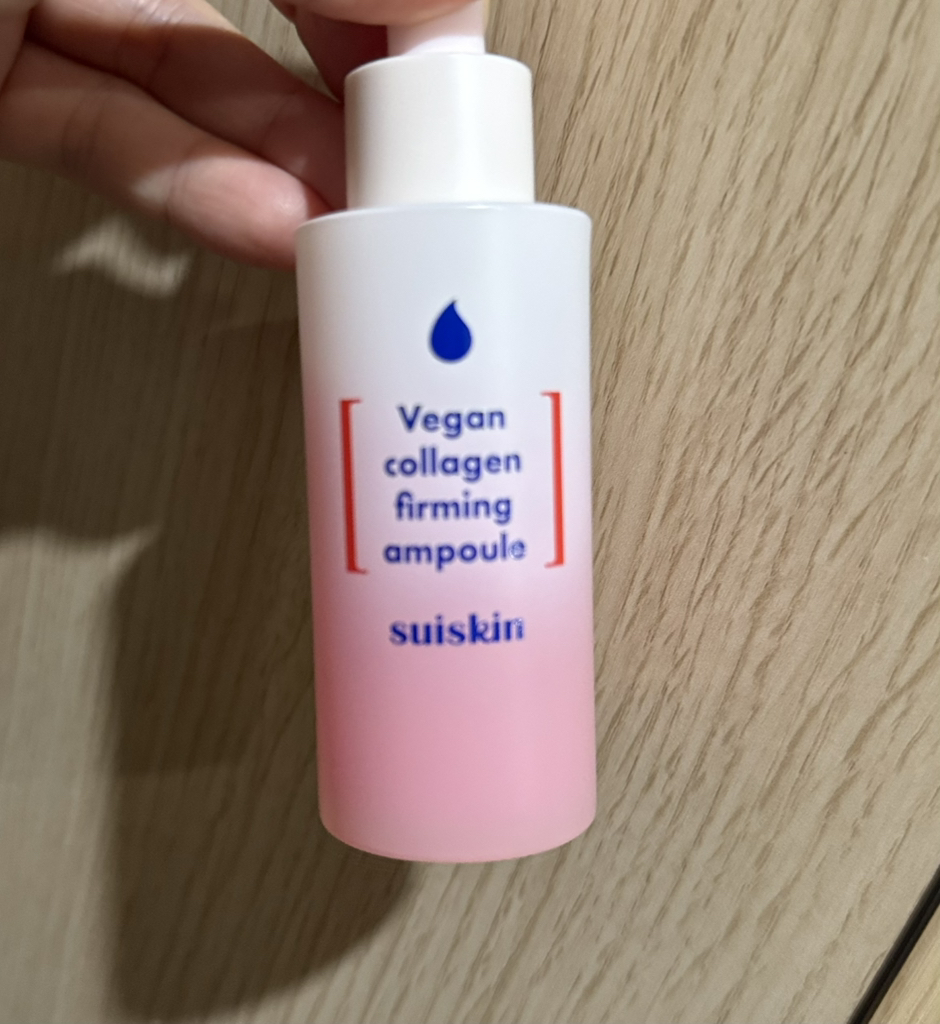 Vegan
collagen
firming
ampoule
suiskin